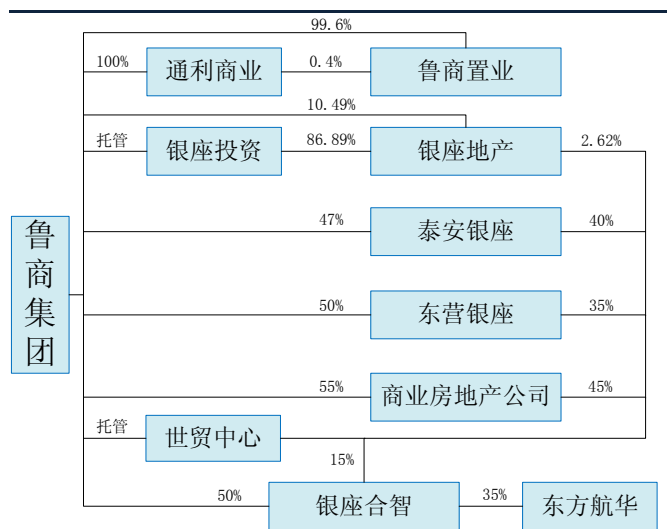 99.6%
100%
通利商业
0.4%
鲁商置业
10.49%
托管
银座投资
86.89%
银座地产
2.62%
鲁商集团
47%
泰安银座
40%
50%
东营银座
35%
55%
商业房地产公司
45%
托管
世贸中心
15%
50%
银座合智
35%
东方航华